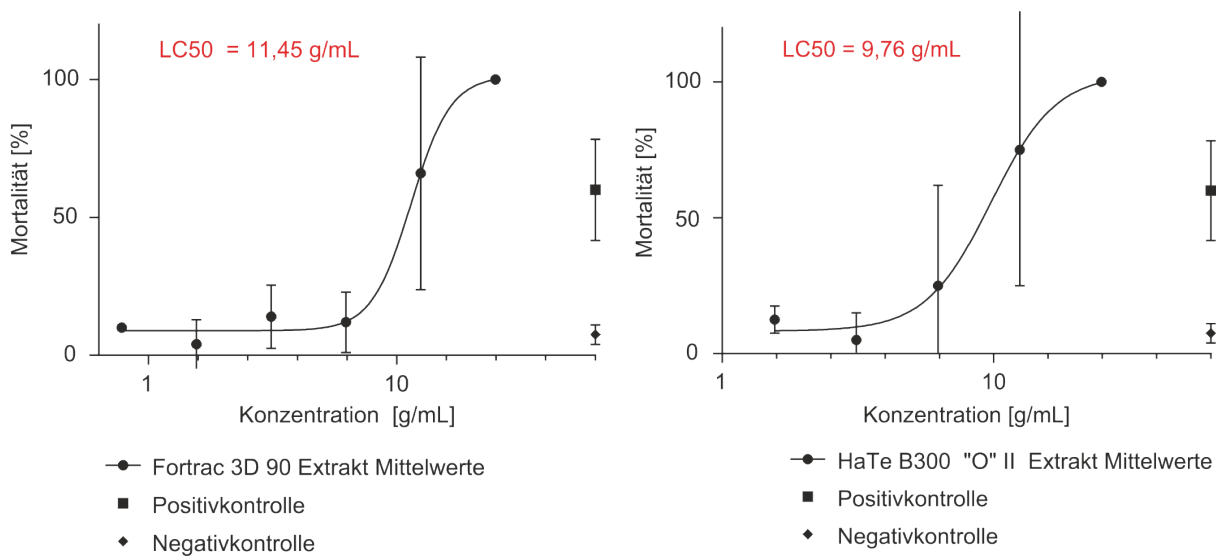 LC50 = 11,45 g/mL
100
50
0
Mortalität [%]
1
10
Konzentration [g/mL]
Fortrac 3D 90 Extrakt Mittelwerte
Positivkontrolle
Negativkontrolle
LC50 = 9,76 g/mL
100
50
0
Mortalität [%]
1
10
Konzentration [g/mL]
HaTe B300 "O" II Extrakt Mittelwerte
Positivkontrolle
Negativkontrolle